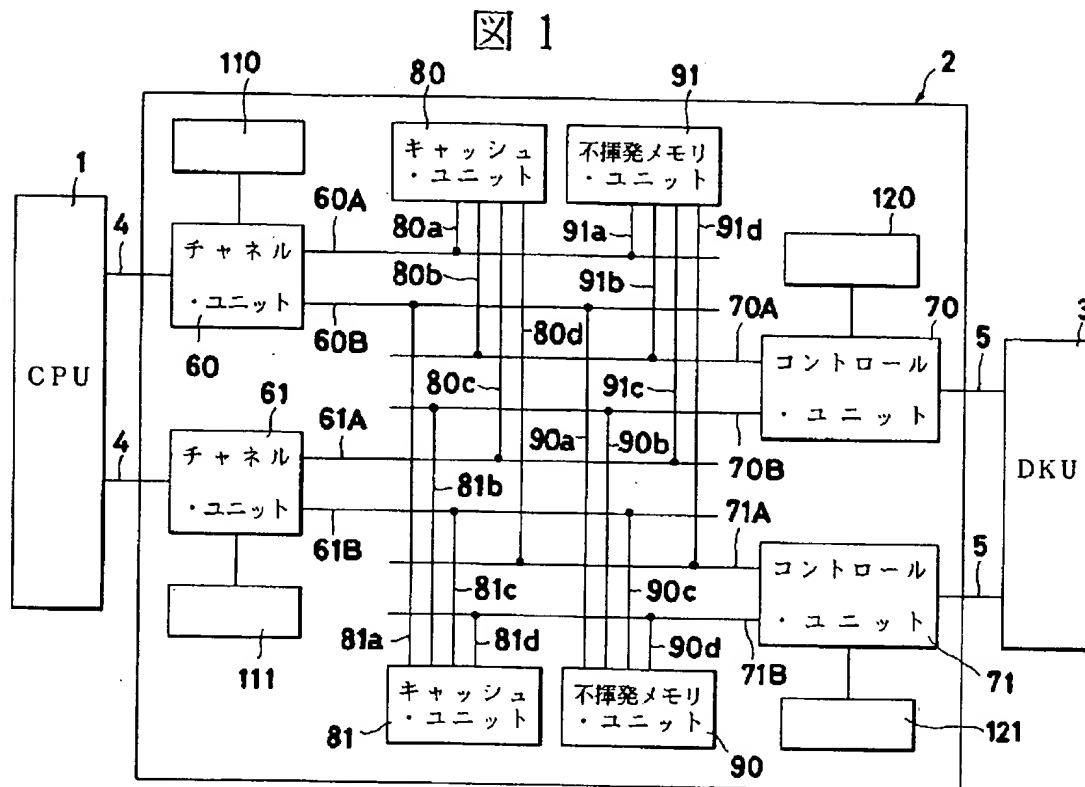 図 1
110
80
91
2
キャッシュ
・ユニット
不揮発メモリ
・ユニット
1
60A
80a
91a
91d
120
4
チャネル
・ユニット
80b
91b
60
60B
80d
70A
70
3
CPU
コントロール
・ユニット
5
80c
91c
61
61A
90a
90b
70B
DKU
4
チャネル
・ユニット
81b
61B
71A
コントロール
・ユニット
5
81c
90c
111
81a
81d
90d
71B
71
キャッシュ
・ユニット
不揮発メモリ
・ユニット
81
90
121